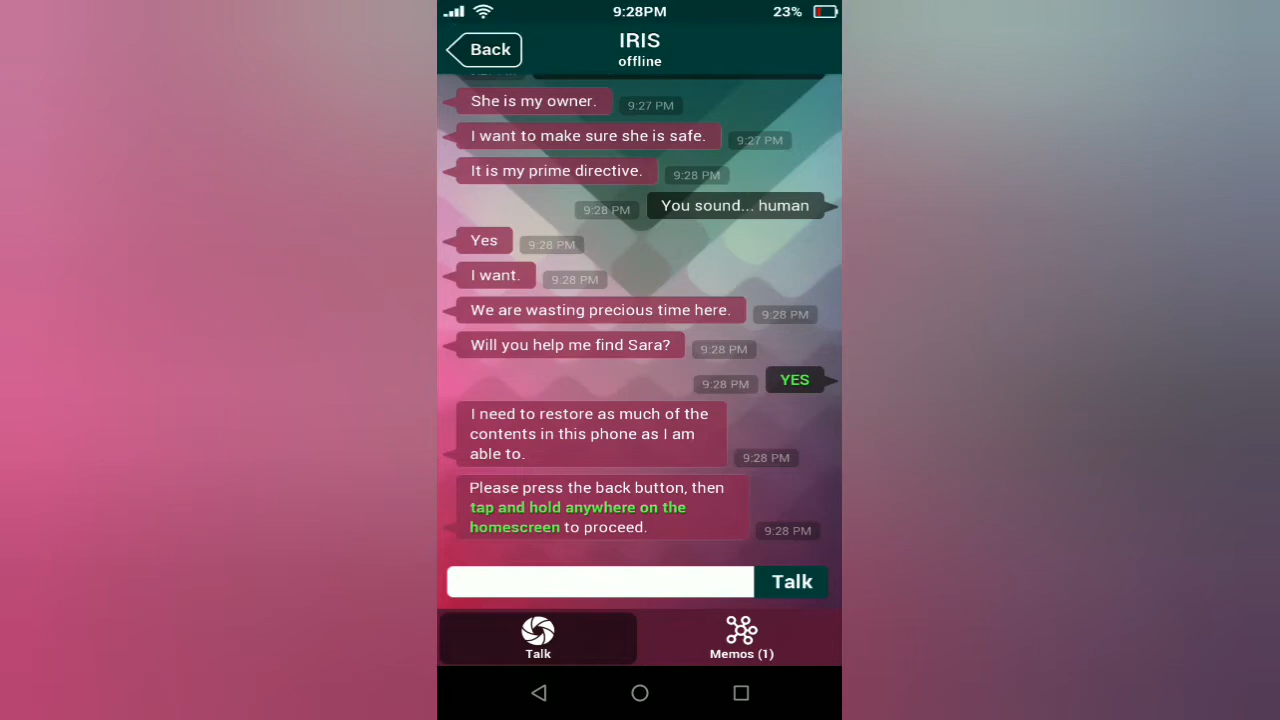 9:28PM
23%
Back
IRIS
offline
She is my owner.
9:27 PM
I want to make sure she is safe.
9:27 PM
It is my prime directive.
9:28 PM
9:28 PM
You sound... human
Yes
9:28 PM
I want.
9:28 PM
We are wasting precious time here.
9:28 PM
Will you help me find Sara?
9:28 PM
9:28 PM
YES
I need to restore as much of the
contents in this phone as I am
able to.
9:28 PM
Please press the back button, then
tap and hold anywhere on the
homescreen to proceed.
9:28 PM
Talk
Talk
Memos (1)